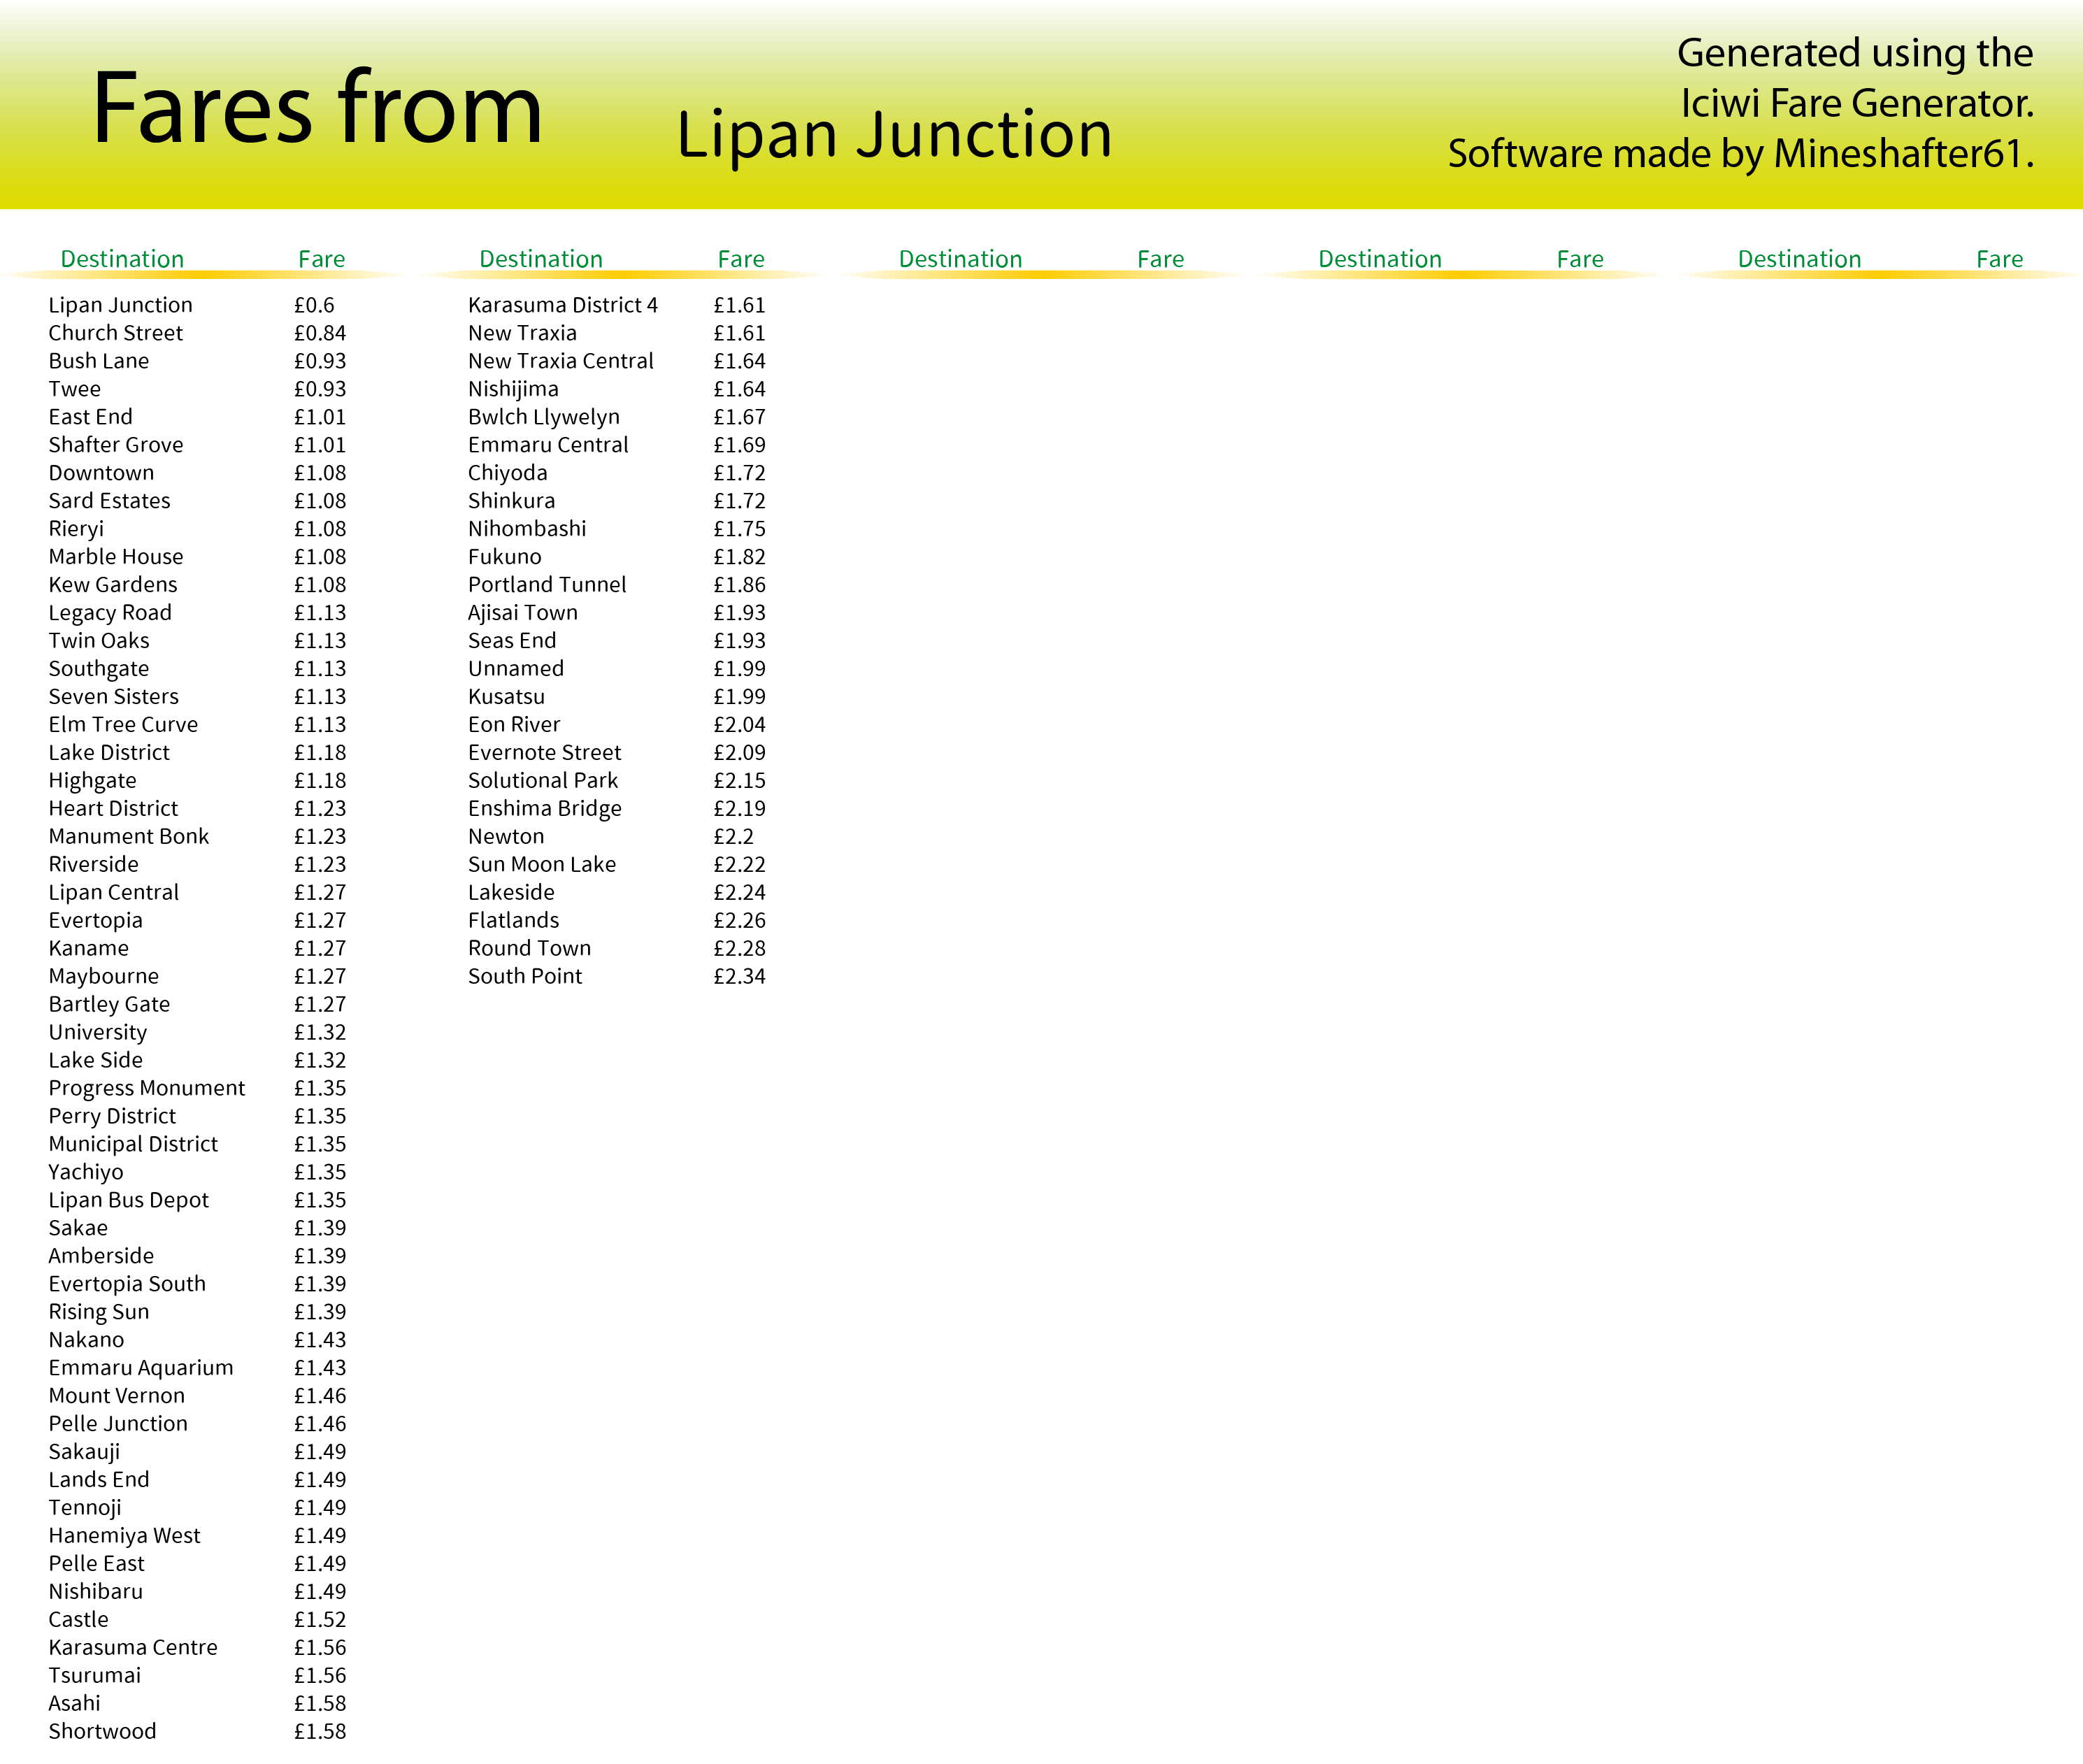 Fares from
Lipan Junction
Generated using the
Iciwi Fare Generator.
Software made by Mineshafter61.
Destination Fare
Lipan Junction £0.6
Church Street £0.84
Bush Lane £0.93
Twee £0.93
East End £1.01
Shafter Grove £1.01
Downtown £1.08
Sard Estates £1.08
Rieryi £1.08
Marble House £1.08
Kew Gardens £1.08
Legacy Road £1.13
Twin Oaks £1.13
Southgate £1.13
Seven Sisters £1.13
Elm Tree Curve £1.13
Lake District £1.18
Highgate £1.18
Heart District £1.23
Manument Bonk £1.23
Riverside £1.23
Lipan Central £1.27
Evertopia £1.27
Kaname £1.27
Maybourne £1.27
Bartley Gate £1.27
University £1.32
Lake Side £1.32
Progress Monument £1.35
Perry District £1.35
Municipal District £1.35
Yachiyo £1.35
Lipan Bus Depot £1.35
Sakae £1.39
Amberside £1.39
Evertopia South £1.39
Rising Sun £1.39
Nakano £1.43
Emmaru Aquarium £1.43
Mount Vernon £1.46
Pelle Junction £1.46
Sakauji £1.49
Lands End £1.49
Tennoji £1.49
Hanemiya West £1.49
Pelle East £1.49
Nishibaru £1.49
Castle £1.52
Karasuma Centre £1.56
Tsurumai £1.56
Asahi £1.58
Shortwood £1.58
Destination Fare
Karasuma District 4 £1.61
New Traxia £1.61
New Traxia Central £1.64
Nishijima £1.64
Bwlch Llywelyn £1.67
Emmaru Central £1.69
Chiyoda £1.72
Shinkura £1.72
Nihombashi £1.75
Fukuno £1.82
Portland Tunnel £1.86
Ajisai Town £1.93
Seas End £1.93
Unnamed £1.99
Kusatsu £1.99
Eon River £2.04
Evernote Street £2.09
Solutional Park £2.15
Enshima Bridge £2.19
Newton £2.2
Sun Moon Lake £2.22
Lakeside £2.24
Flatlands £2.26
Round Town £2.28
South Point £2.34
Destination Fare
Destination Fare
Destination Fare